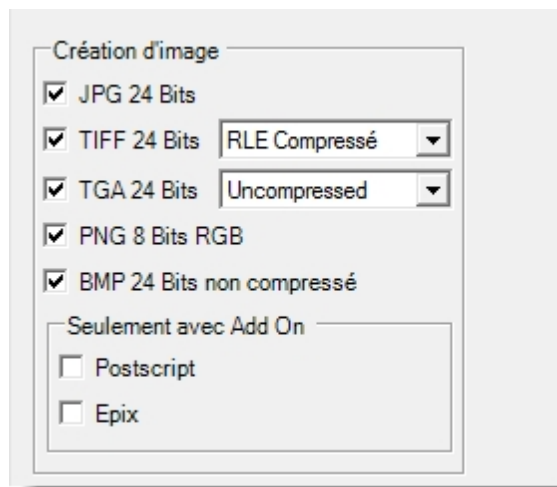 Création d'image
JPG 24 Bits
TIFF 24 Bits RLE Compressé
TGA 24 Bits Uncompressed
PNG 8 Bits RGB
BMP 24 Bits non compressé
Seulement avec Add On
Postscript
Epix